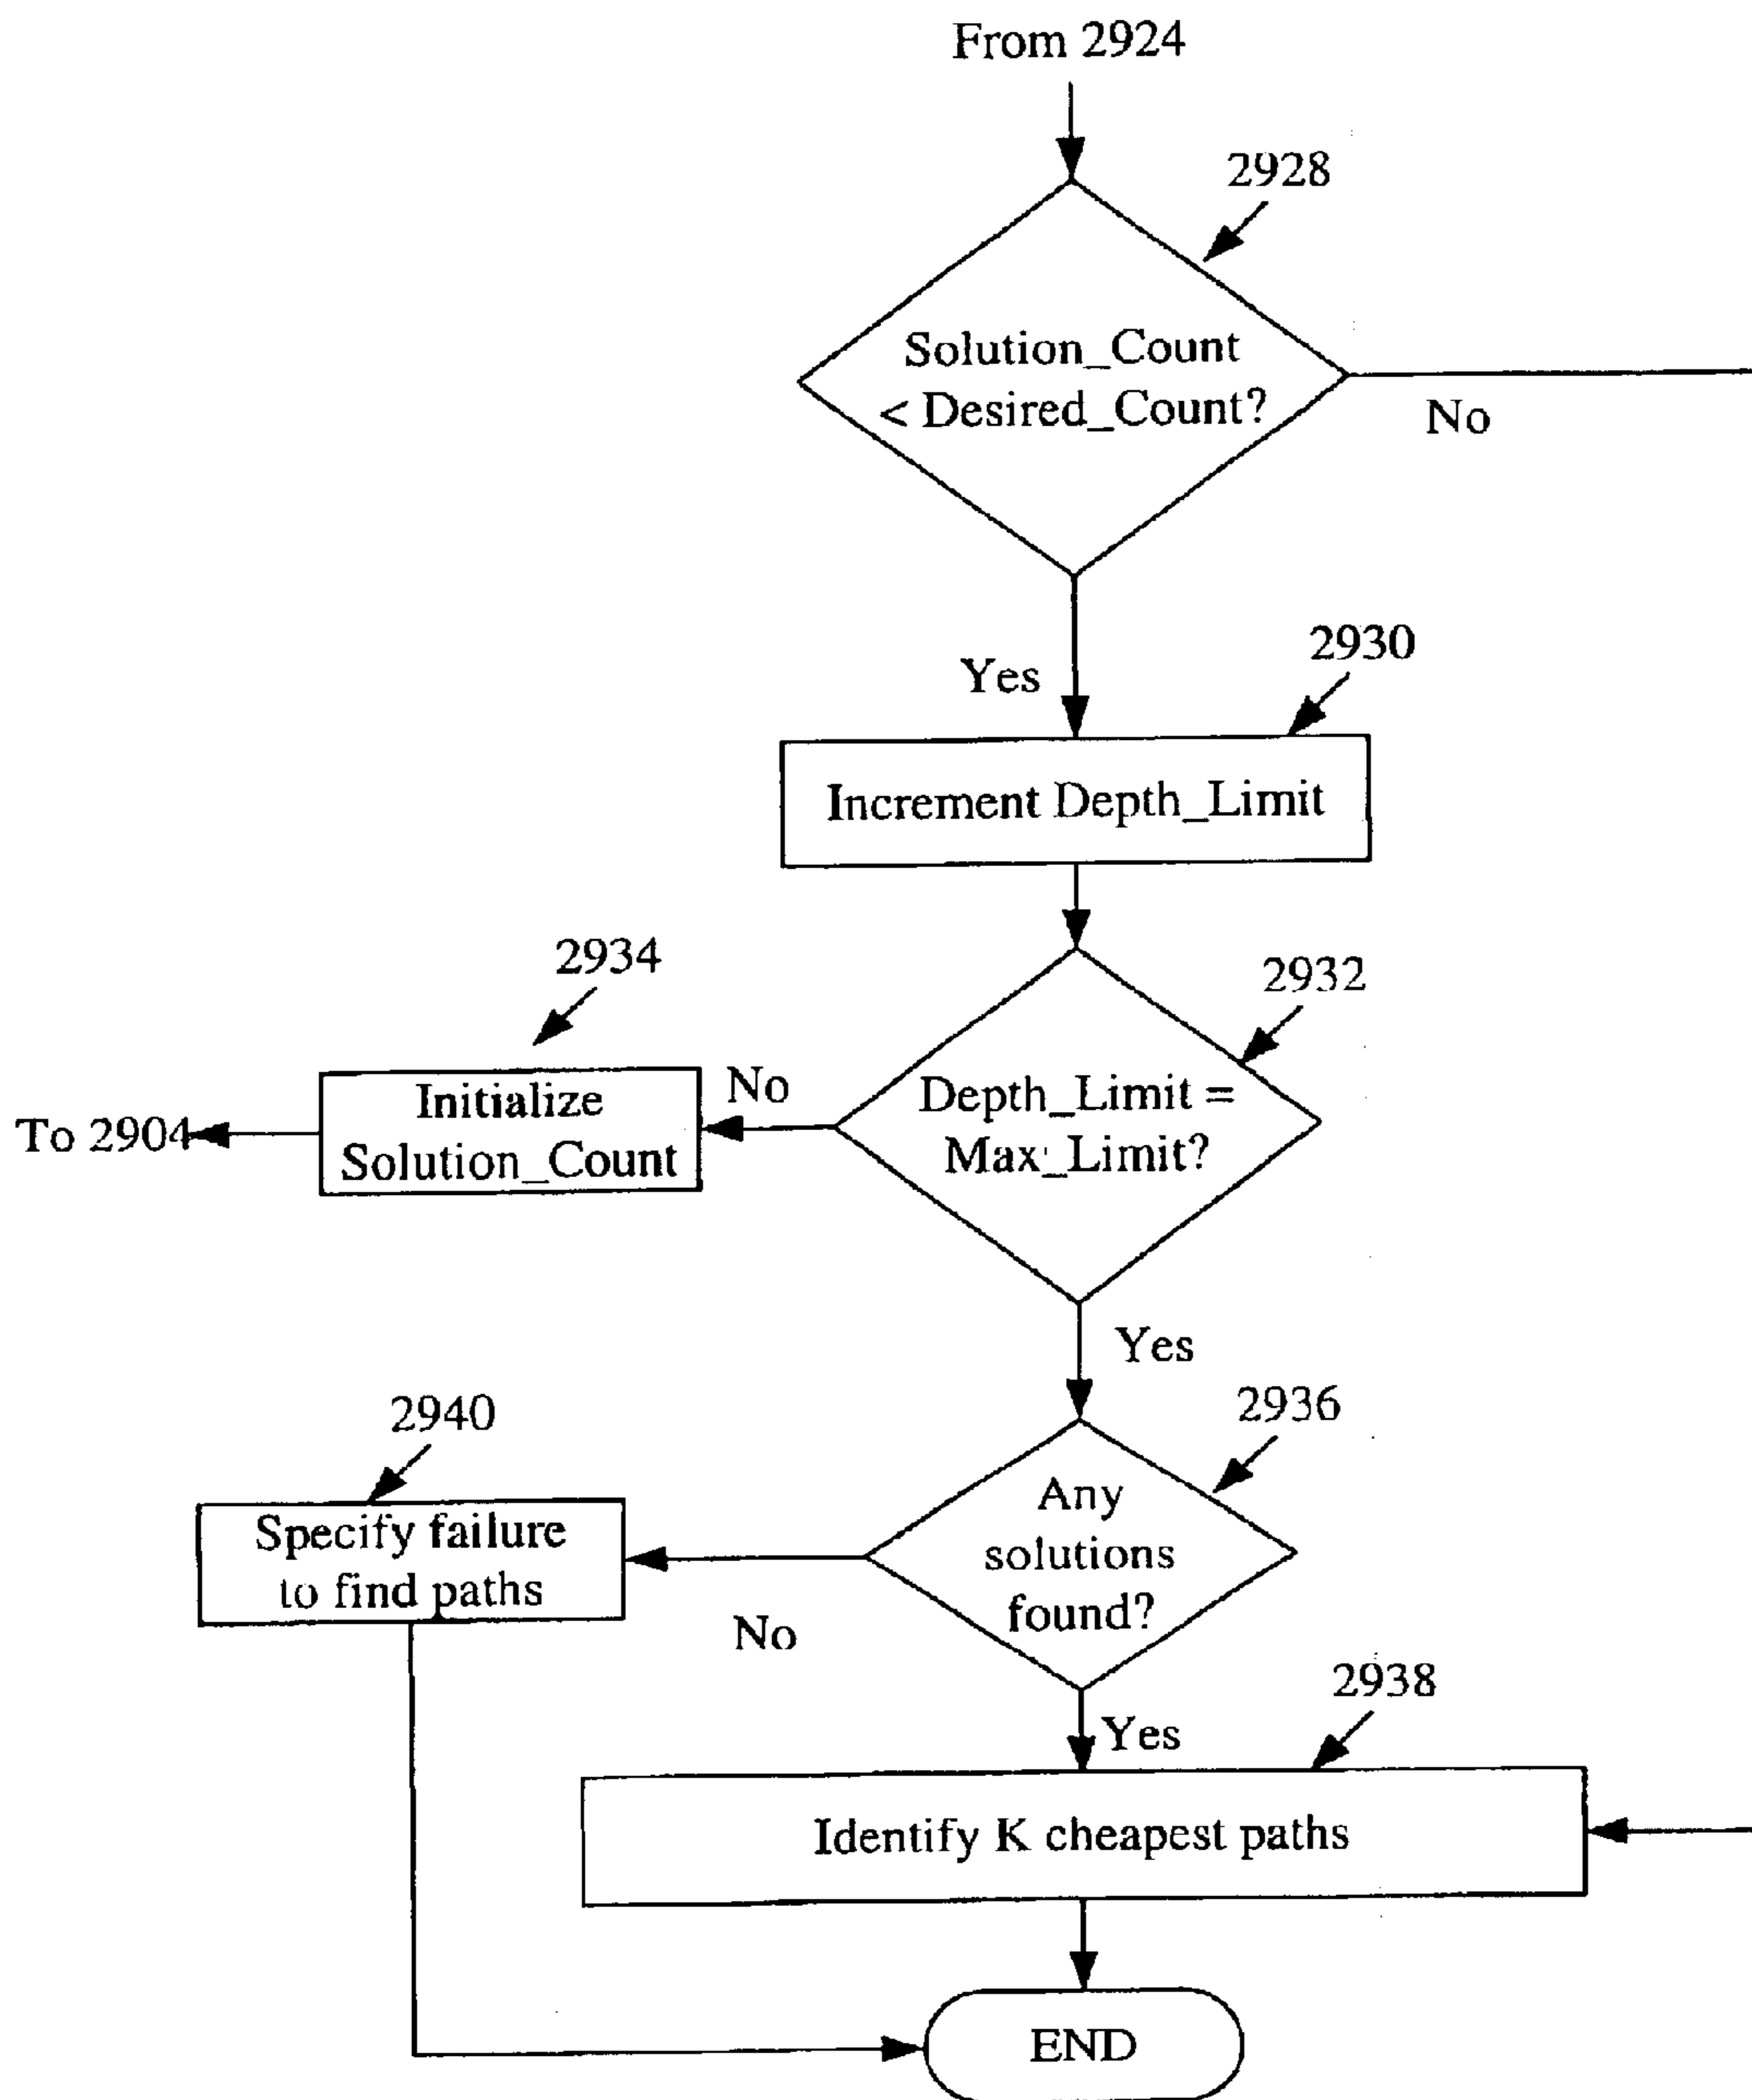 From 2924
2928
Solution_Count
< Desired_Count?
No
Yes
2930
Increment Depth_Limit
2934
2932
Initialize
Solution_Count
No
Depth_Limit =
Max_Limit?
To 2904
Yes
2940
2936
Specify failure
to find paths
No
Any
solutions
found?
2938
Yes
Identify K cheapest paths
END